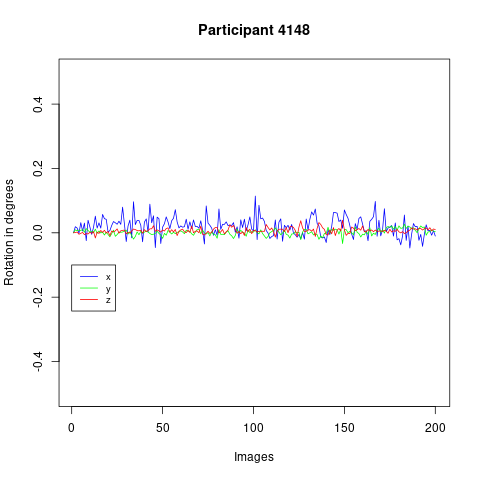 Participant 4148
Rotation in degrees
0.4
0.2
0.0
-0.2
-0.4
x
y
z
0 50 100 150 200
Images